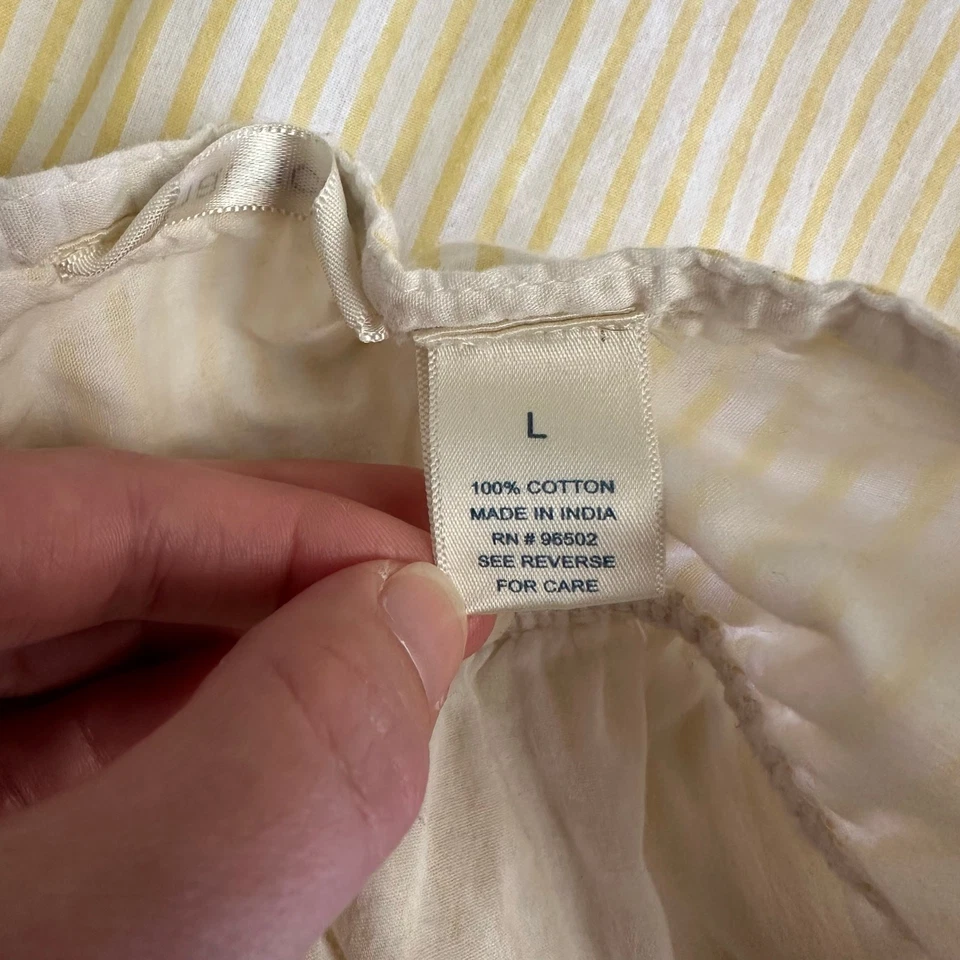 L
100% COTTON
MADE IN INDIA
RN # 96502
SEE REVERSE
FOR CARE